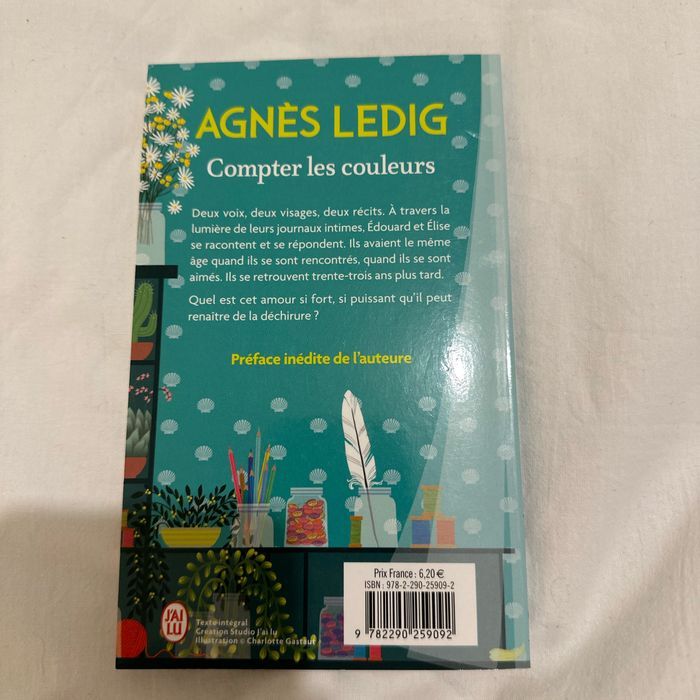 AGNÈS LEDIG
Compter les couleurs
Deux voix, deux visages, deux récits. À travers la
lumière de leurs journaux intimes, Édouard et Élise
se racontent et se répondent. Ils avaient le même
âge quand ils se sont rencontrés, quand ils se sont
aimés. Ils se retrouvent trente-trois ans plus tard.
Quel est cet amour si fort, si puissant qu'il peut
renaître de la déchirure ?
Préface inédite de l'auteure
Prix France : 6,20 €
ISBN : 978-2-290-25909-2
9 782290 259092
J'AI
LU
Texte intégral
Création Studio J'ai lu
Illustration © Charlotte Gastaut